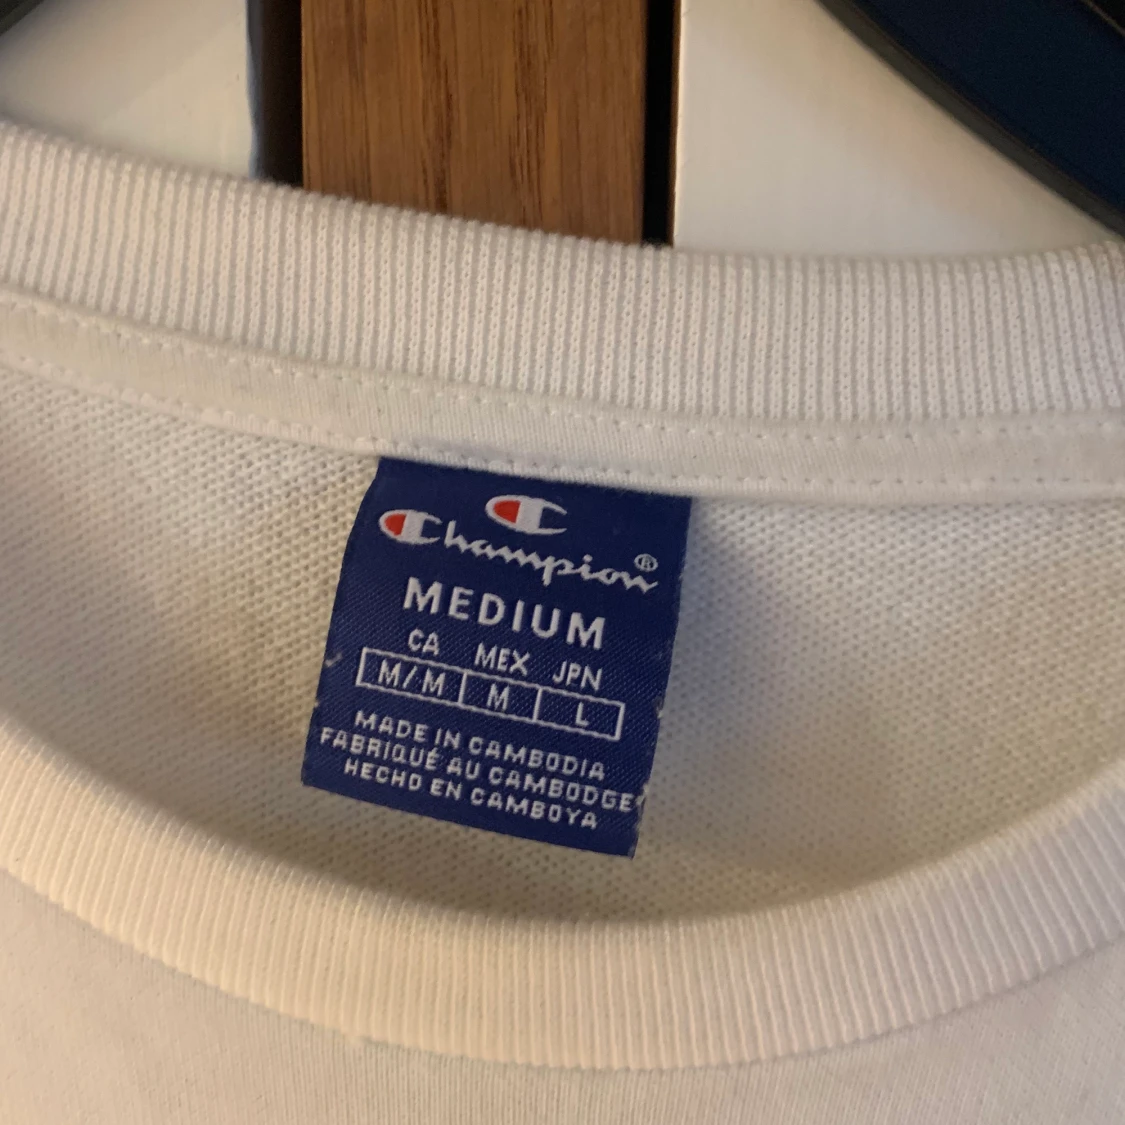 Champion®
MEDIUM
CA MEX JPN
M/M M L
MADE IN CAMBODIA
FABRIQUÉ AU CAMBODGE
HECHO EN CAMBOYA